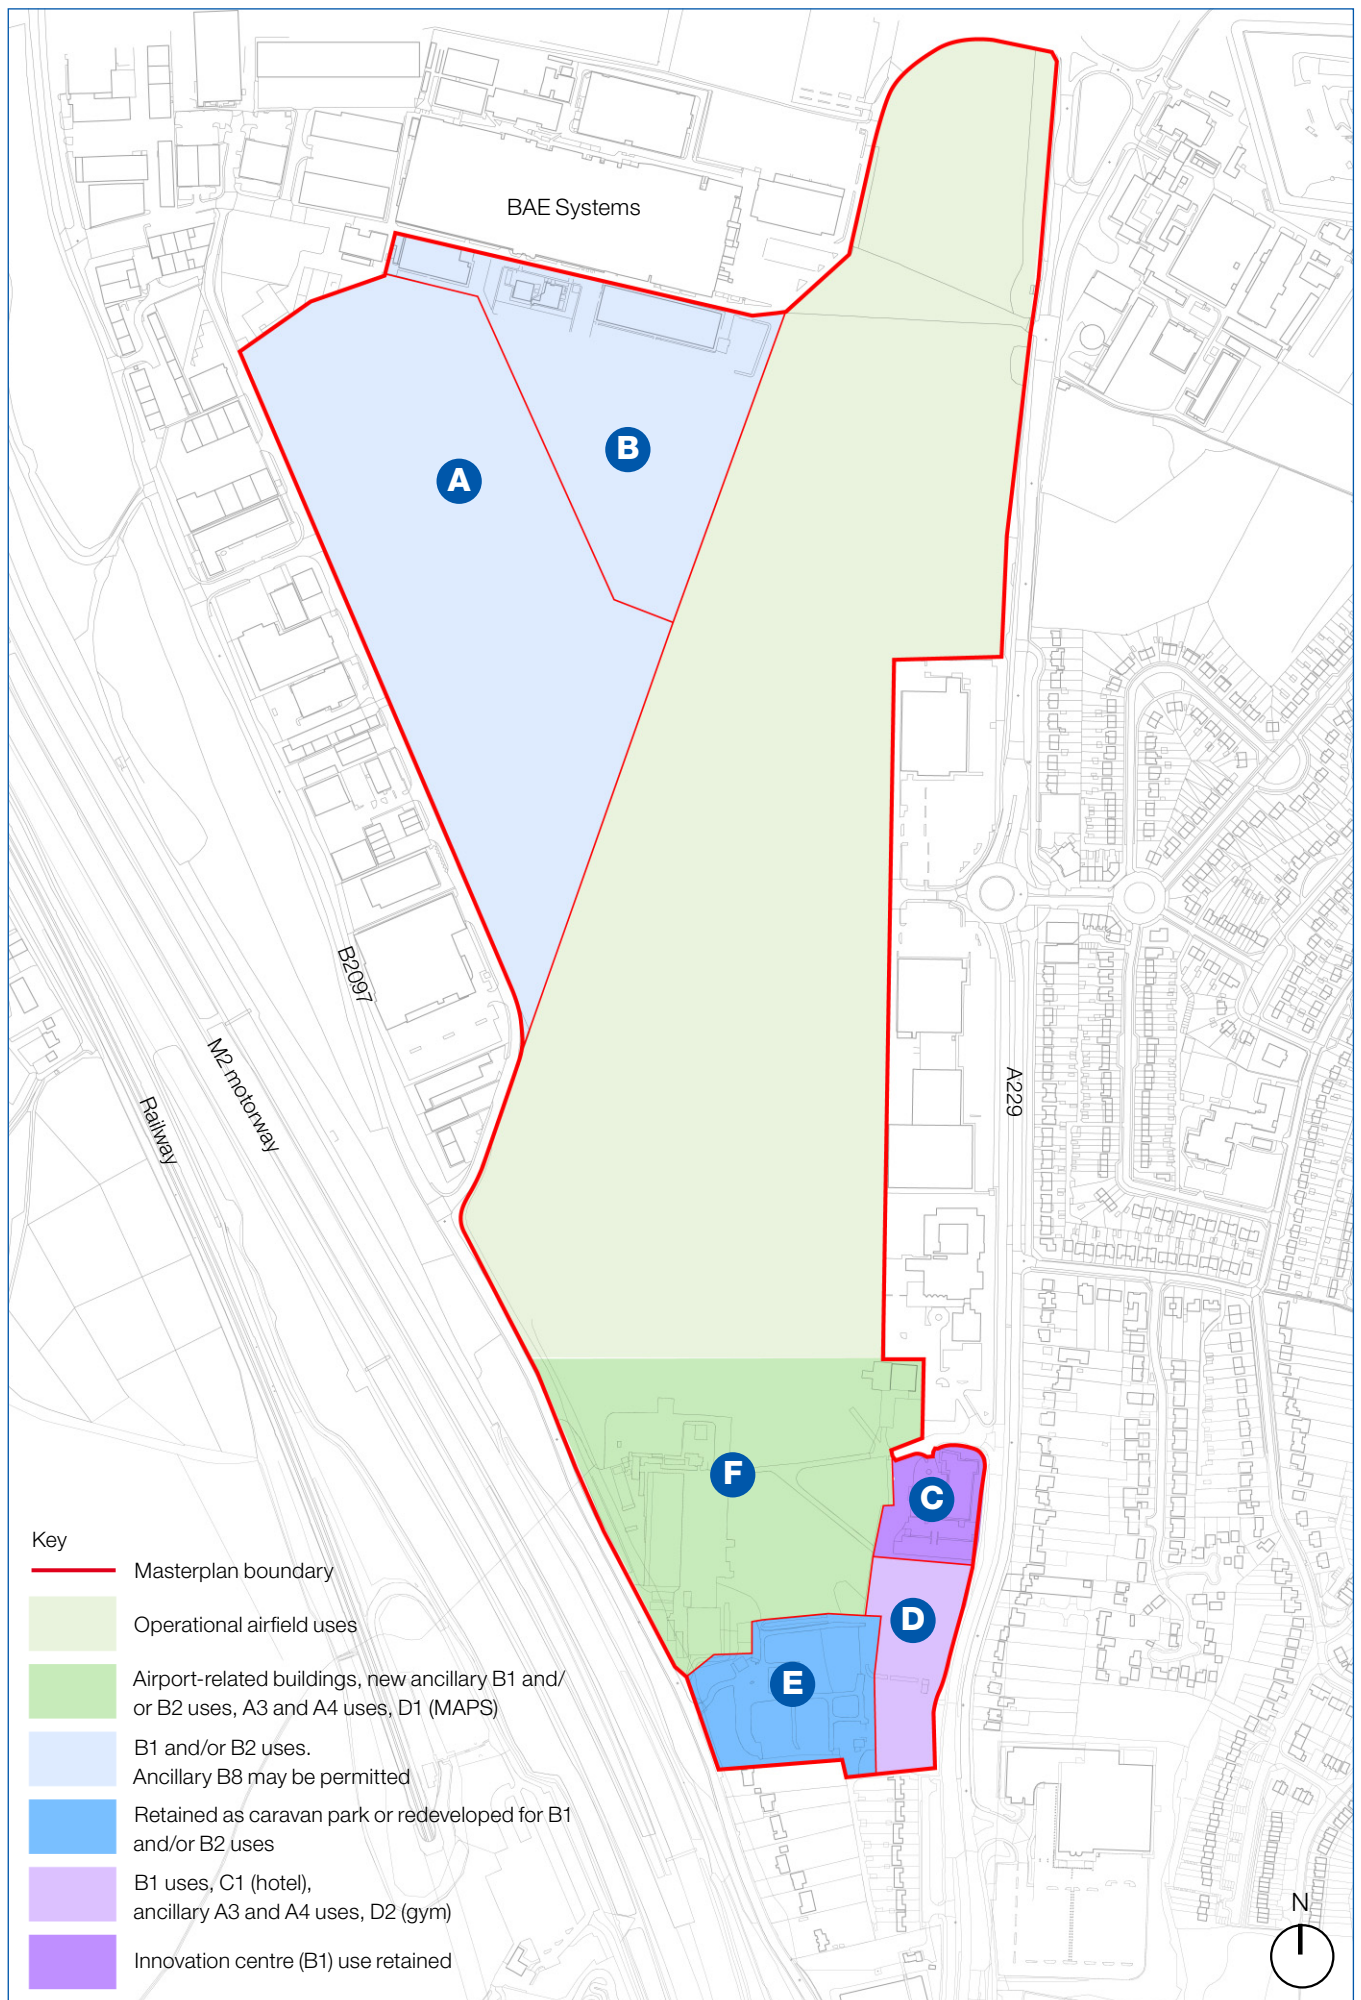 BAE Systems
A
B
B2097
M2 motorway
Railway
A229
F
C
D
E
Key
Masterplan boundary
Operational airfield uses
Airport-related buildings, new ancillary B1 and/
or B2 uses, A3 and A4 uses, D1 (MAPS)
B1 and/or B2 uses.
Ancillary B8 may be permitted
Retained as caravan park or redeveloped for B1
and/or B2 uses
B1 uses, C1 (hotel),
ancillary A3 and A4 uses, D2 (gym)
Innovation centre (B1) use retained
N